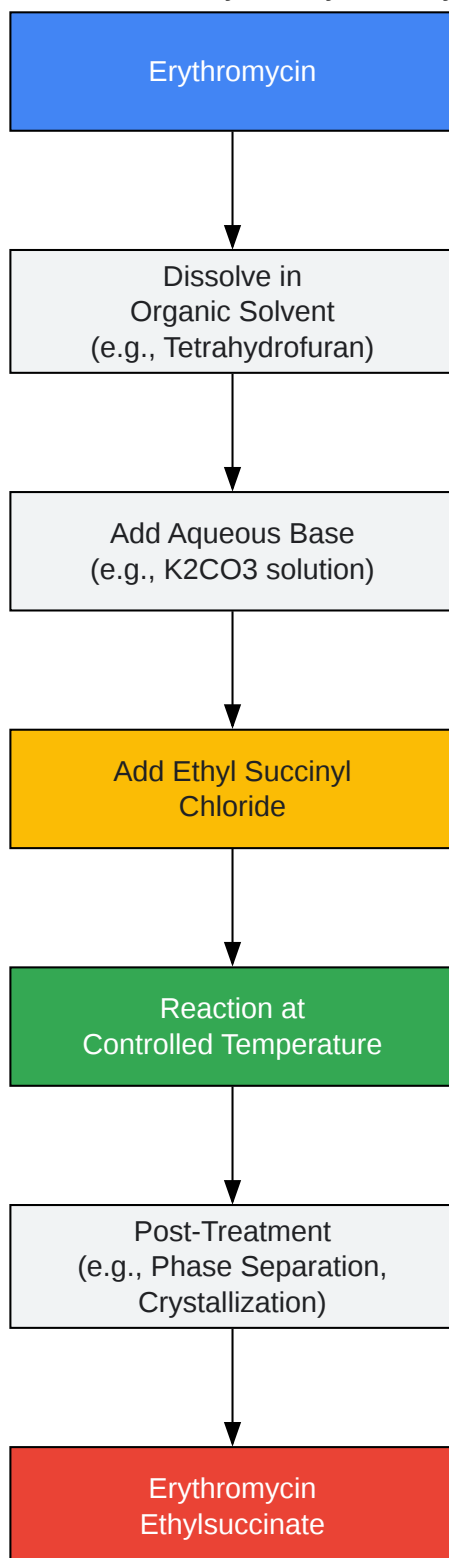 Erythromycin
Dissolve in
Organic Solvent
(e.g., Tetrahydrofuran)
Add Aqueous Base
(e.g., K2CO3 solution)
Add Ethyl Succinyl
Chloride
Reaction at
Controlled Temperature
Post-Treatment
(e.g., Phase Separation,
Crystallization)
Erythromycin
Ethylsuccinate